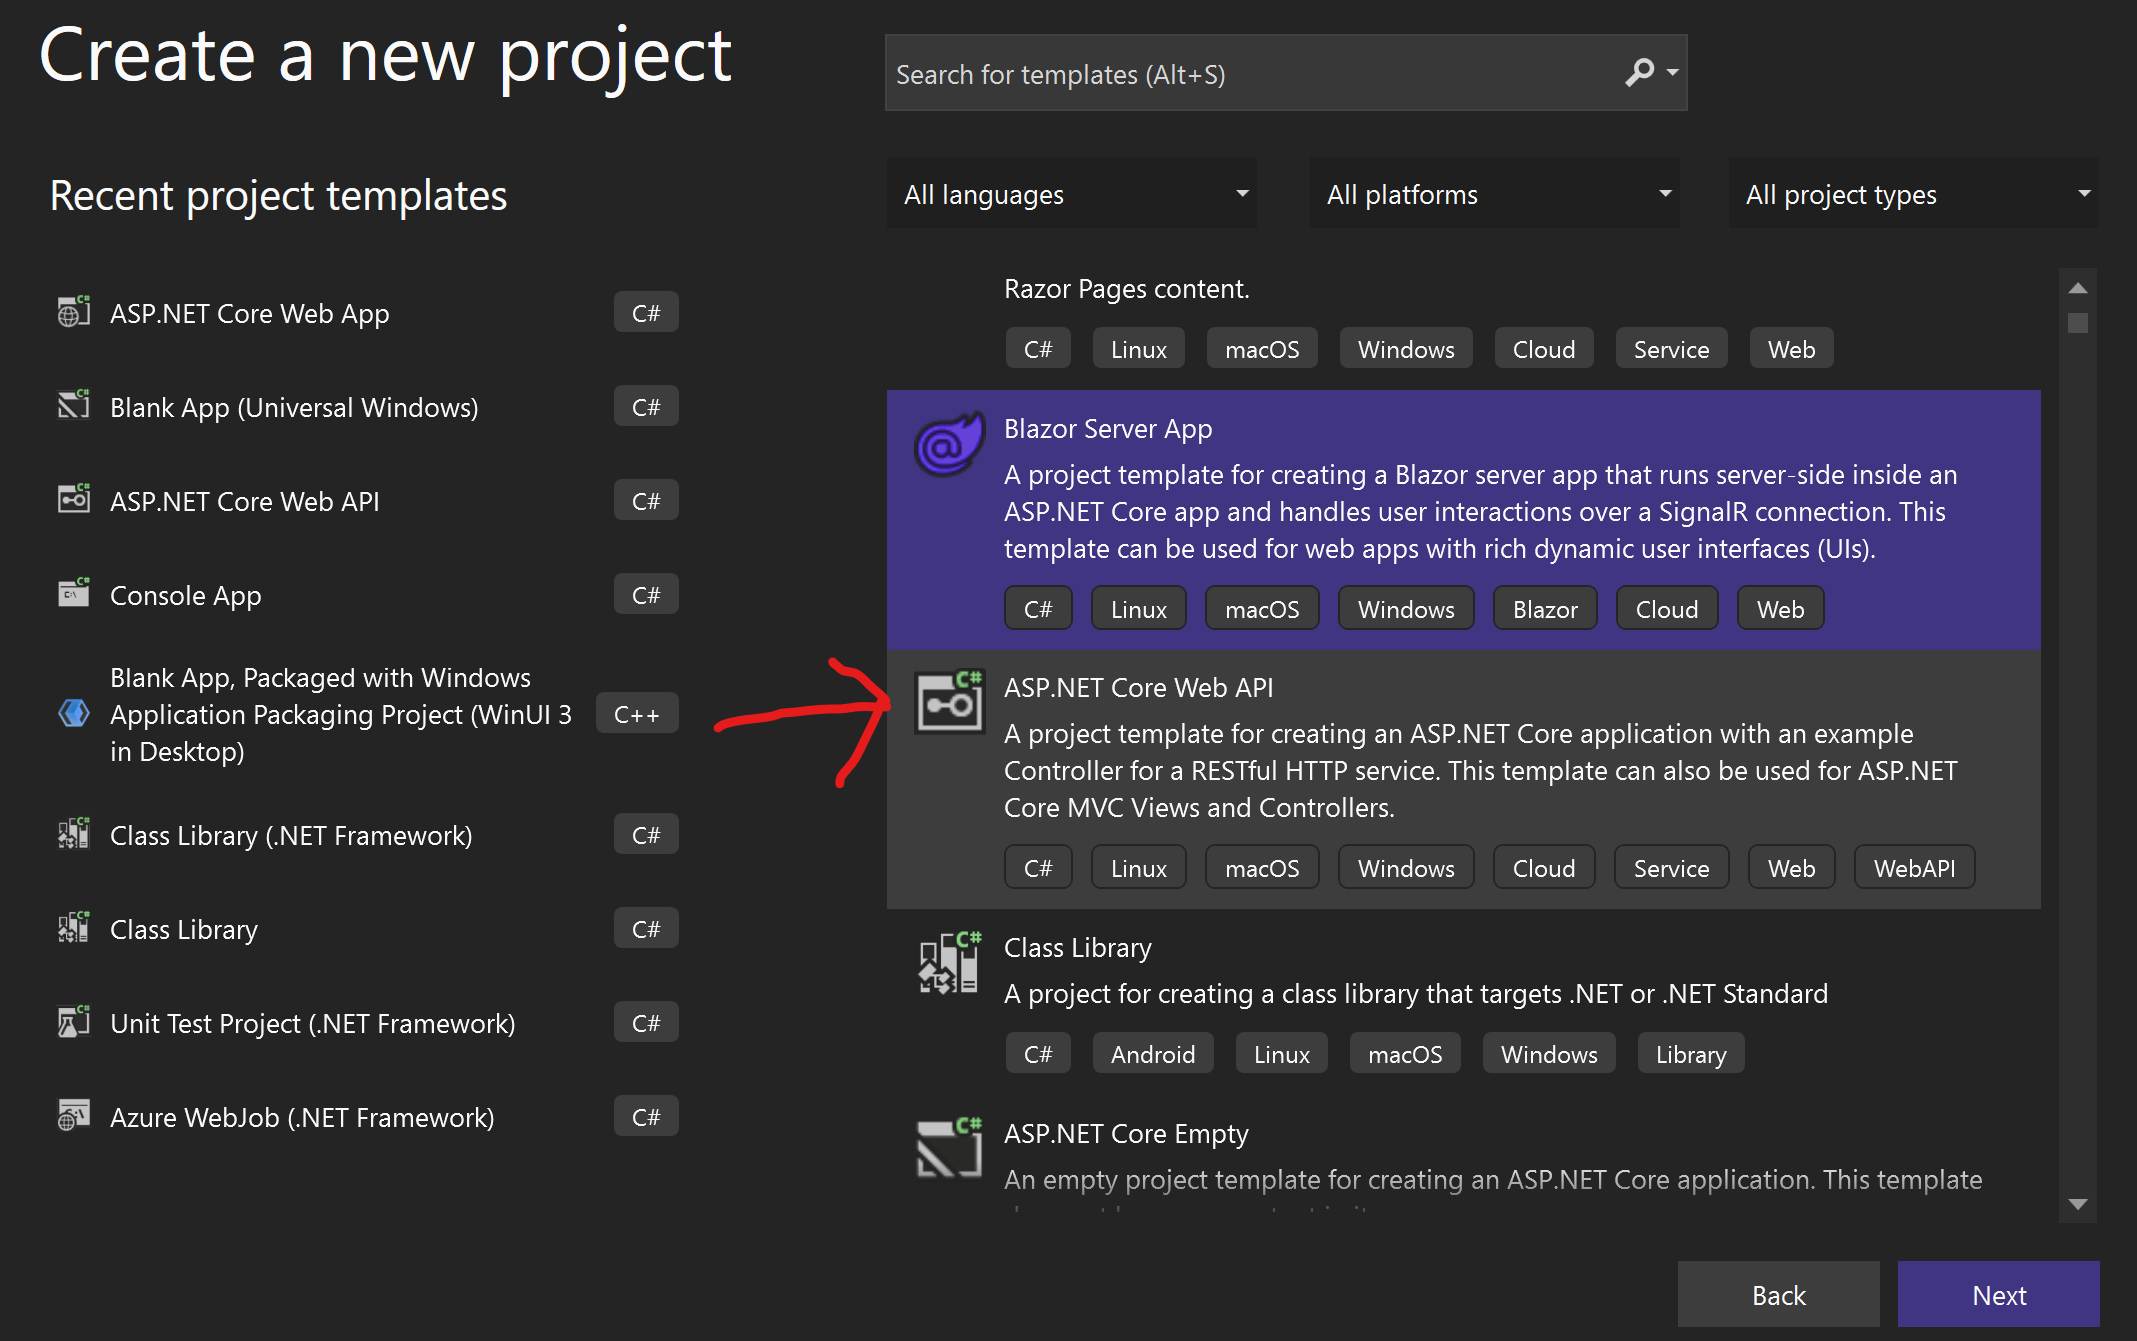 Create a new project
Search for templates (Alt+S)
Recent project templates
All languages
All platforms
All project types
ASP.NET Core Web App
C#
Blank App (Universal Windows)
C#
ASP.NET Core Web API
C#
Console App
C#
Blank App, Packaged with Windows
Application Packaging Project (WinUI 3
in Desktop)
C++
Class Library (.NET Framework)
C#
Class Library
C#
Unit Test Project (.NET Framework)
C#
Azure WebJob (.NET Framework)
C#
Razor Pages content.
C# Linux macOS Windows Cloud Service Web
Blazor Server App
A project template for creating a Blazor server app that runs server-side inside an
ASP.NET Core app and handles user interactions over a SignalR connection. This
template can be used for web apps with rich dynamic user interfaces (UIs).
C# Linux macOS Windows Blazor Cloud Web
ASP.NET Core Web API
A project template for creating an ASP.NET Core application with an example
Controller for a RESTful HTTP service. This template can also be used for ASP.NET
Core MVC Views and Controllers.
C# Linux macOS Windows Cloud Service Web WebAPI
Class Library
A project for creating a class library that targets .NET or .NET Standard
C# Android Linux macOS Windows Library
ASP.NET Core Empty
An empty project template for creating an ASP.NET Core application. This template
Back
Next